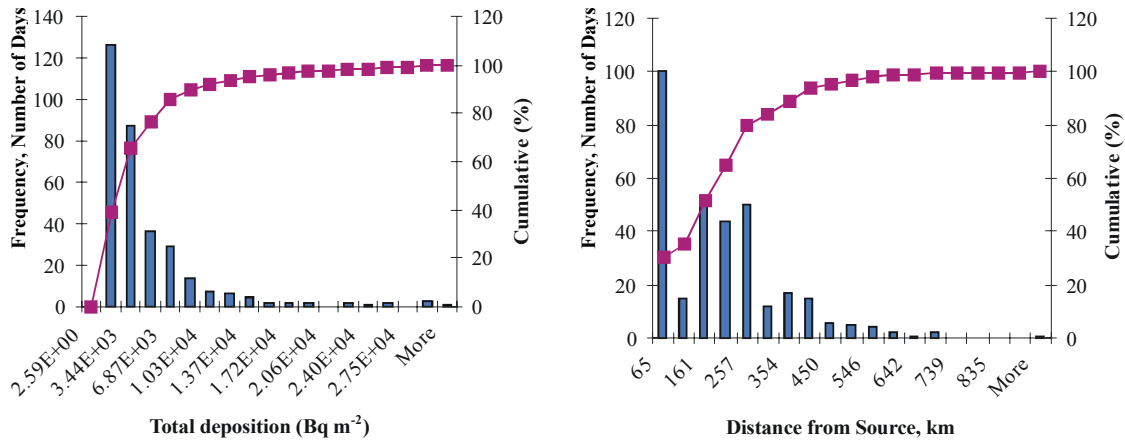 140
120
100
80
60
40
20
0
Frequency, Number of Days
120
100
80
60
40
20
0
Cumulative (%)
2.59E+00
3.44E+03
6.87E+03
1.03E+04
1.37E+04
1.72E+04
2.06E+04
2.40E+04
2.75E+04
More
Total deposition (Bq m-2)
120
100
80
60
40
20
0
Frequency, Number of Days
120
100
80
60
40
20
0
Cumulative (%)
65
161
257
354
450
546
642
739
835
More
Distance from Source, km